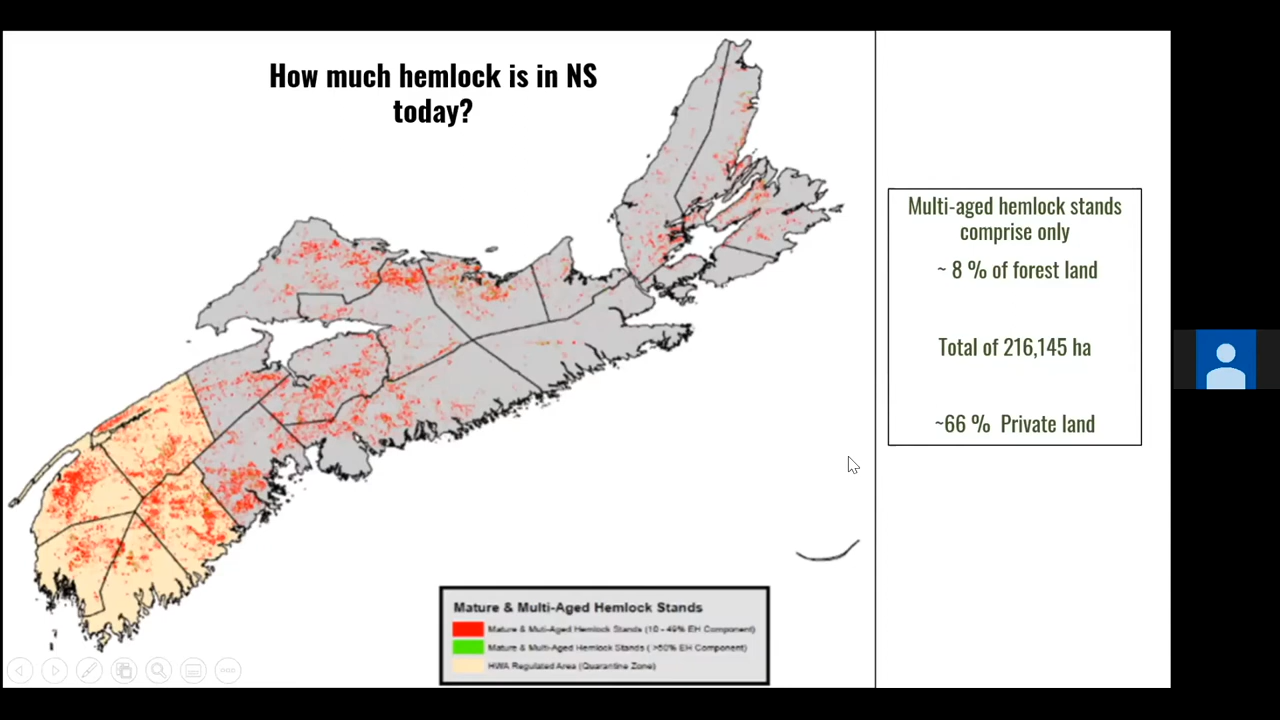 How much hemlock is in NS
today?
Multi-aged hemlock stands
comprise only
~ 8 % of forest land
Total of 216,145 ha
~66 % Private land
Mature & Multi-Aged Hemlock Stands
Mature & Muti-Aged Hemlock Stands (10 - 49% EH Component)
Mature & Multi-Aged Hemlock Stands ( >50% EH Component)
HWA Regulated Area (Quarantine Zone)